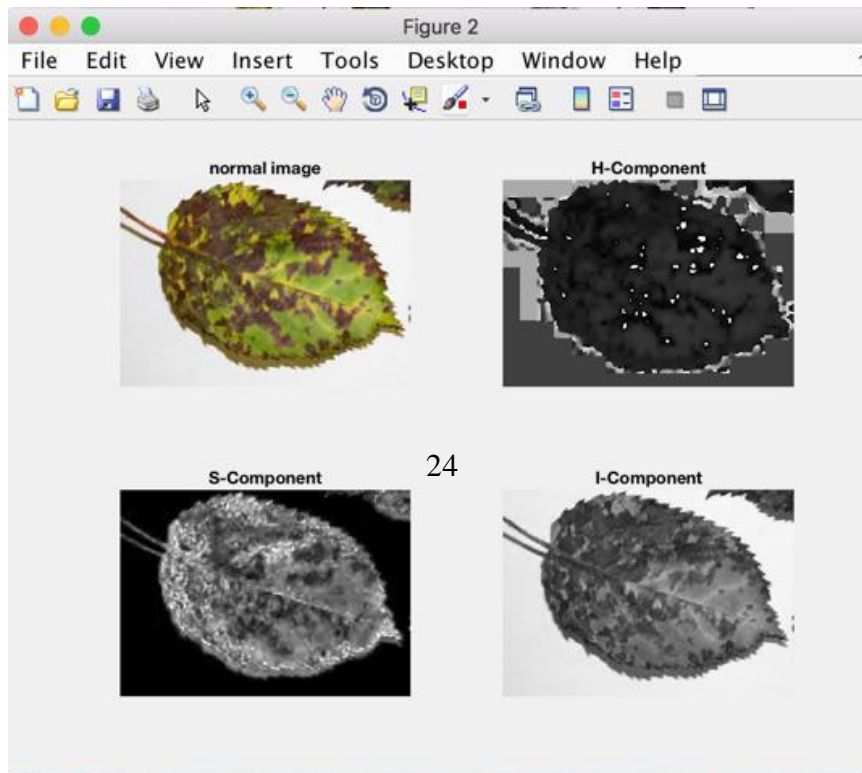 Figure 2
File Edit View Insert Tools Desktop Window Help
normal image
H-Component
24
S-Component
I-Component